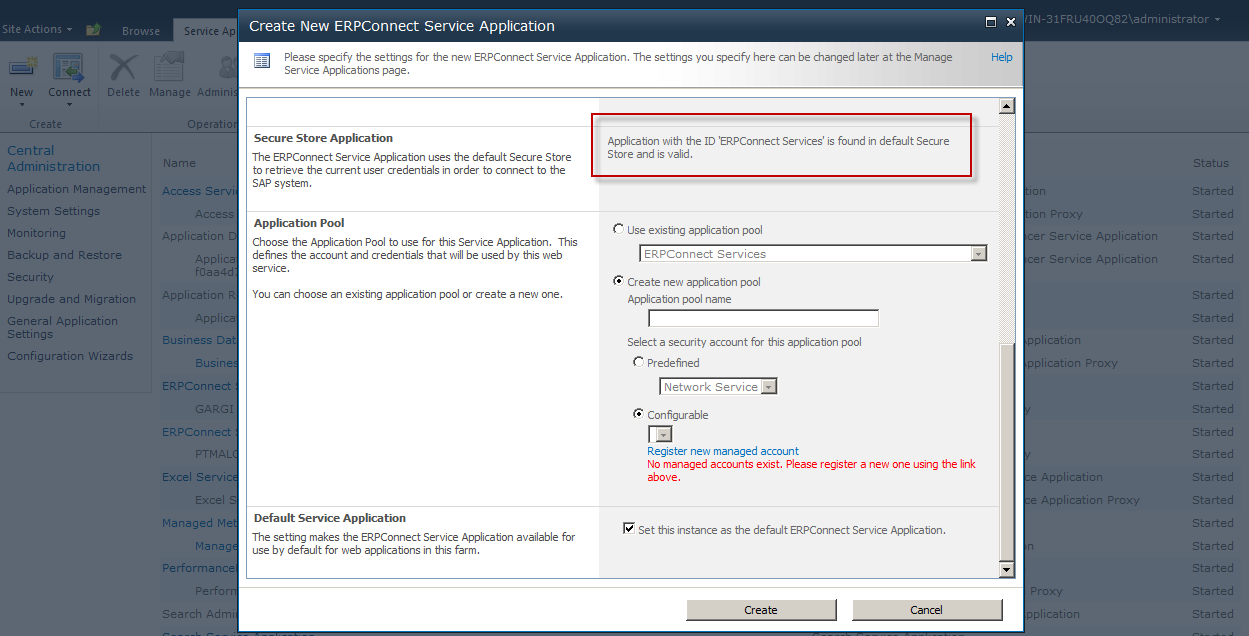 Site Actions
Browse
Service Ap
Create New ERPConnect Service Application
/IN-31FRU40OQ82\administrator
Please specify the settings for the new ERPConnect Service Application. The settings you specify here can be changed later at the Manage
Service Applications page.
Help
New
Connect
Delete
Manage
Adminis
Create
Operation
Central
Administration
Application Management
System Settings
Monitoring
Backup and Restore
Security
Upgrade and Migration
General Application
Settings
Configuration Wizards
Name
Access Servi
Access
Application D
Applicati
f0aa4d7
Application R
Applica
Business Dat
Busines
ERPConnect S
GARGI
ERPConnect S
PTMALC
Excel Service
Excel S
Managed Met
Manage
Performance
Perform
Search Admi
Secure Store Application
The ERPConnect Service Application uses the default Secure Store
to retrieve the current user credentials in order to connect to the
SAP system.
Application with the ID 'ERPConnect Services' is found in default Secure
Store and is valid.
Application Pool
Choose the Application Pool to use for this Service Application. This
defines the account and credentials that will be used by this web
service.
You can choose an existing application pool or create a new one.
Use existing application pool
ERPConnect Services
Create new application pool
Application pool name
Select a security account for this application pool
Predefined
Network Service
Configurable
Register new managed account
No managed accounts exist. Please register a new one using the link
above.
Default Service Application
The setting makes the ERPConnect Service Application available for
use by default for web applications in this farm.
Set this instance as the default ERPConnect Service Application.
Create
Cancel
Status
tion Started
on Proxy Started
ncer Service Application Started
ncer Service Application Started
Started
Started
Application Started
Application Proxy Started
Started
y Started
Started
y Started
ce Application Started
ce Application Proxy Started
Started
on Started
Started
Proxy Started
pplication Started